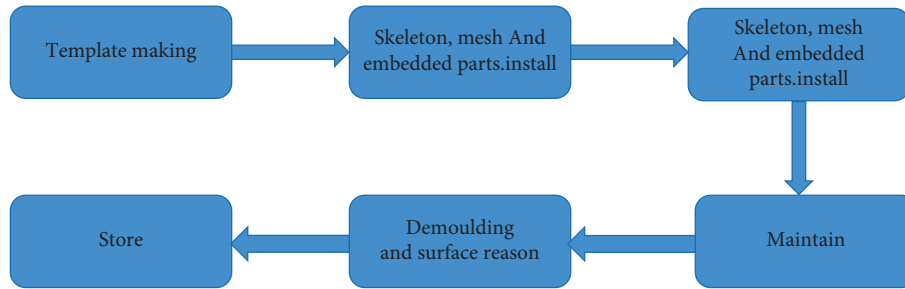 Template making
Skeleton, mesh And
embedded parts.install
Skeleton, mesh
And embedded
parts.install
Maintain
Demoulding
and surface reason
Store